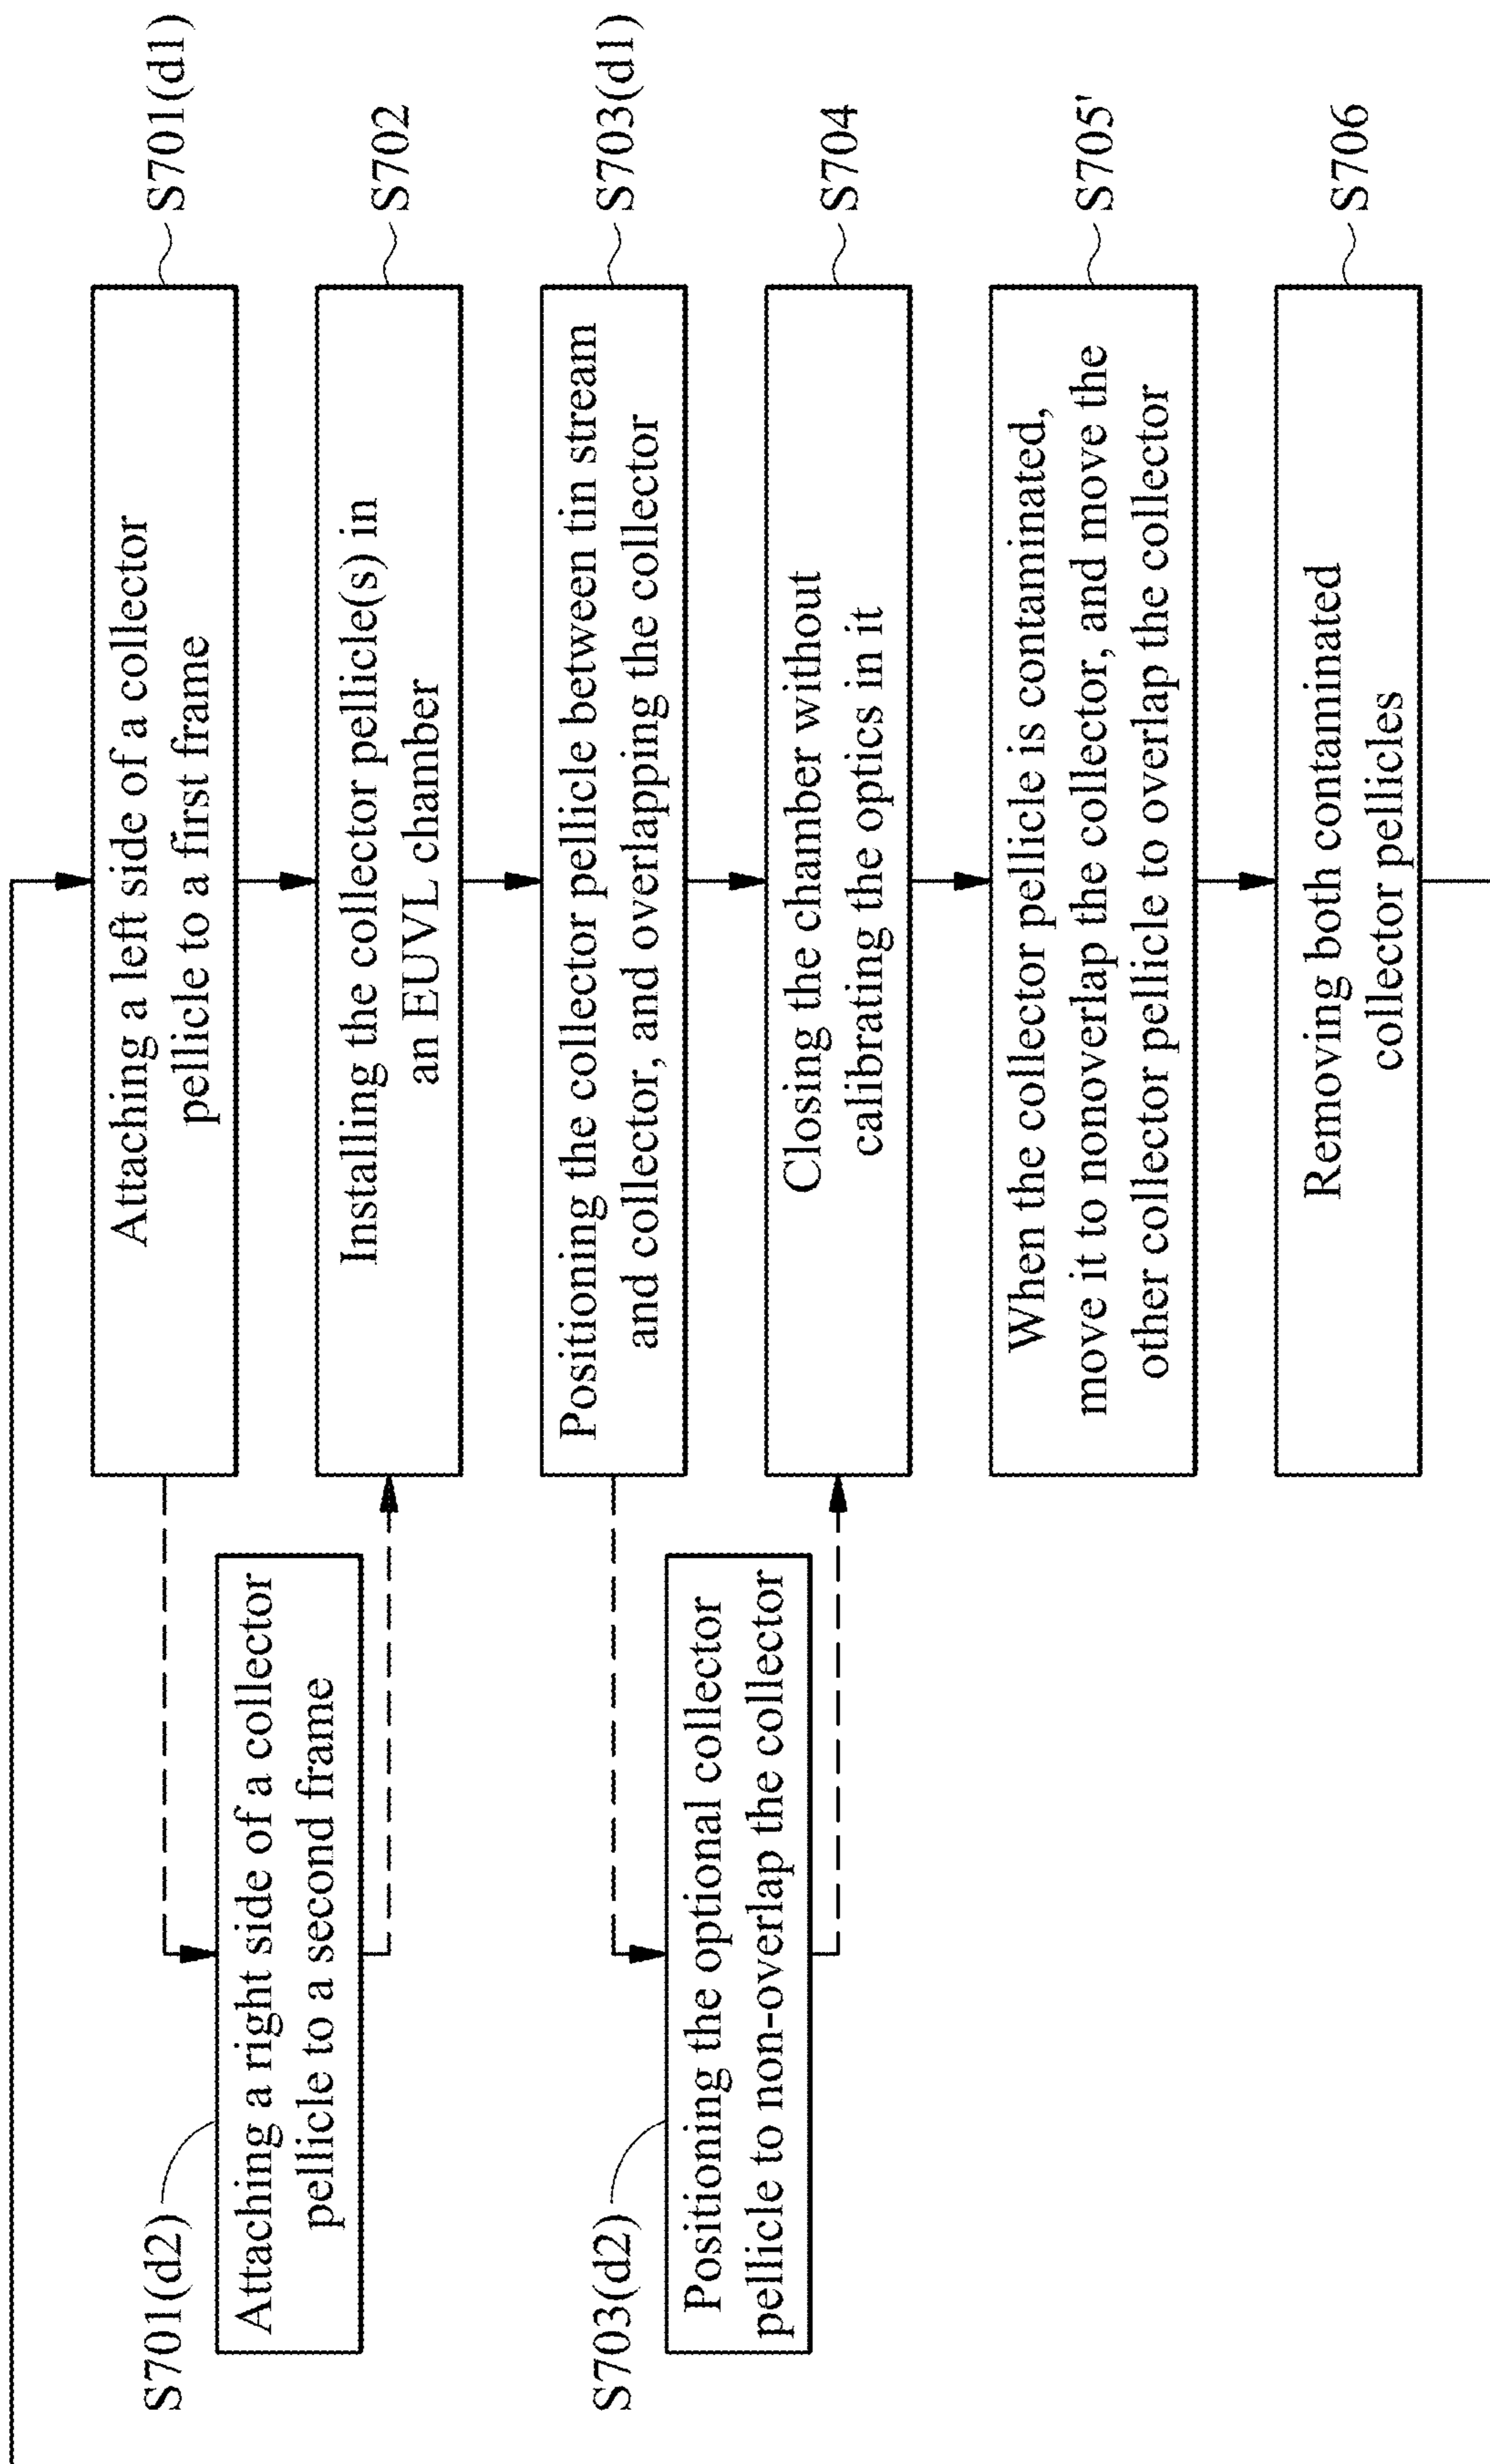 Attaching a left side of a collector
pellicle to a first frame
S701(d1)
S701(d2)
Attaching a right side of a collector
pellicle to a second frame
Installing the collector pellicle(s) in
an EUVL chamber
S702
Positioning the collector pellicle between tin stream
and collector, and overlapping the collector
S703(d1)
S703(d2)
Positioning the optional collector
pellicle to non-overlap the collector
Closing the chamber without
calibrating the optics in it
S704
When the collector pellicle is contaminated,
move it to nonoverlap the collector, and move the
other collector pellicle to overlap the collector
S705'
Removing both contaminated
collector pellicles
S706